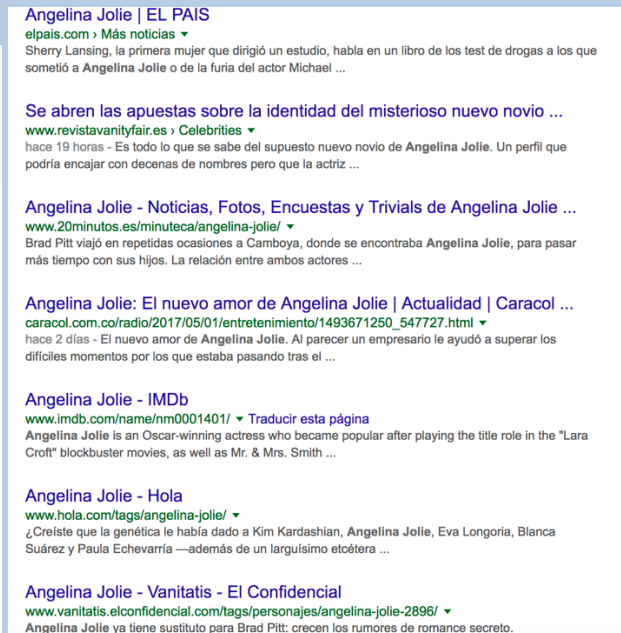 Angelina Jolie | EL PAIS
elpais.com › Más noticias
Sherry Lansing, la primera mujer que dirigió un estudio, habla en un libro de los test de drogas a los que
sometió a Angelina Jolie o de la furia del actor Michael ...
Se abren las apuestas sobre la identidad del misterioso nuevo novio ...
www.revistavanityfair.es › Celebrities
hace 19 horas - Es todo lo que se sabe del supuesto nuevo novio de Angelina Jolie. Un perfil que
podría encajar con decenas de nombres pero que la actriz ...
Angelina Jolie - Noticias, Fotos, Encuestas y Trivials de Angelina Jolie ...
www.20minutos.es/minuteca/angelina-jolie/
Brad Pitt viajó en repetidas ocasiones a Camboya, donde se encontraba Angelina Jolie, para pasar
más tiempo con sus hijos. La relación entre ambos actores ...
Angelina Jolie: El nuevo amor de Angelina Jolie | Actualidad | Caracol ...
caracol.com.co/radio/2017/05/01/entretenimiento/1493671250_547727.html
hace 2 días - El nuevo amor de Angelina Jolie. Al parecer un empresario le ayudó a superar los
difíciles momentos por los que estaba pasando tras el ...
Angelina Jolie - IMDb
www.imdb.com/name/nm0001401/ Traducir esta página
Angelina Jolie is an Oscar-winning actress who became popular after playing the title role in the "Lara
Croft" blockbuster movies, as well as Mr. & Mrs. Smith ...
Angelina Jolie - Hola
www.hola.com/tags/angelina-jolie/
¿Creíste que la genética le había dado a Kim Kardashian, Angelina Jolie, Eva Longoria, Blanca
Suárez y Paula Echevarría —además de un larguísimo etcétera ...
Angelina Jolie - Vanitatis - El Confidencial
www.vanitatis.elconfidencial.com/tags/personajes/angelina-jolie-2896/
Angelina Jolie ya tiene sustituto para Brad Pitt: crecen los rumores de romance secreto.